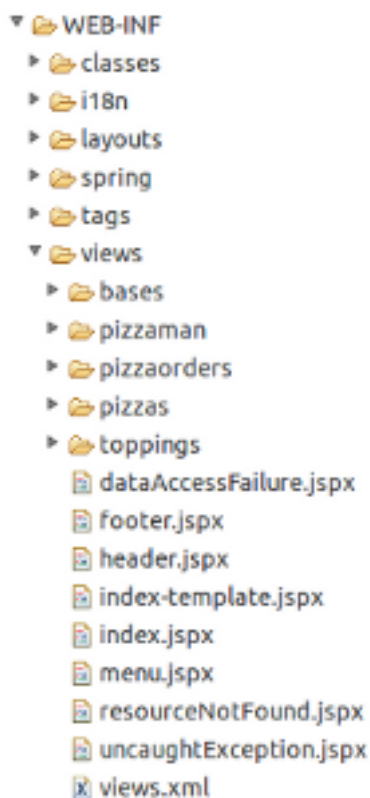 WEB-INF
classes
i18n
layouts
spring
tags
views
bases
pizzaman
pizzaorders
pizzas
toppings
dataAccessFailure.jspx
footer.jspx
header.jspx
index-template.jspx
index.jspx
menu.jspx
resourceNotFound.jspx
uncaughtException.jspx
views.xml